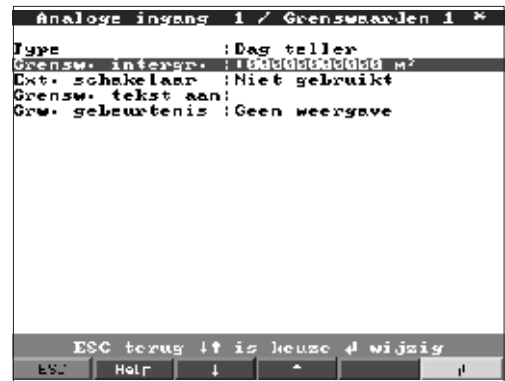 Analoge ingang 1 / Grenswaarden 1 *
Type :Dag teller
Grensw. intergr. : M³
Ext. schakelaar :Niet gebruikt
Grensw. tekst aan:
Grw. gebeurtenis :Geen weergave
ESC terug ↓↑ is keuze ↲ wijzig
ESC Help ↓ ↑ ↲